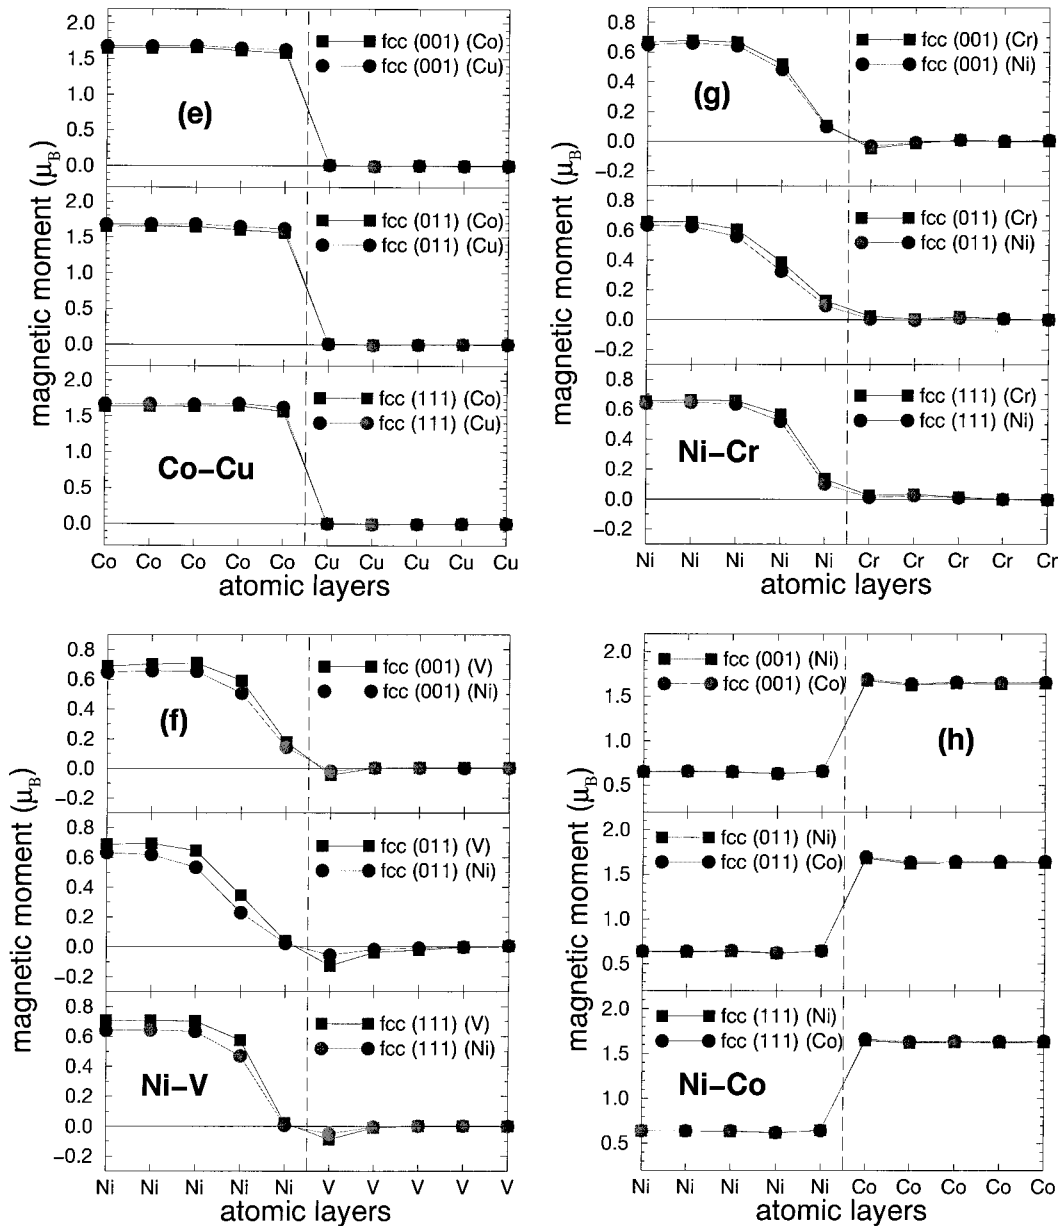 magnetic moment (μB)
2.0
1.5
1.0
0.5
0.0
fcc (001) (Co)
fcc (001) (Cu)
(e)
2.0
1.5
1.0
0.5
0.0
fcc (011) (Co)
fcc (011) (Cu)
2.0
1.5
1.0
0.5
0.0
fcc (111) (Co)
fcc (111) (Cu)
Co–Cu
Co Co Co Co Co Cu Cu Cu Cu Cu
atomic layers
magnetic moment (μB)
0.8
0.6
0.4
0.2
0.0
−0.2
fcc (001) (Cr)
fcc (001) (Ni)
(g)
0.8
0.6
0.4
0.2
0.0
−0.2
fcc (011) (Cr)
fcc (011) (Ni)
0.8
0.6
0.4
0.2
0.0
−0.2
fcc (111) (Cr)
fcc (111) (Ni)
Ni–Cr
Ni Ni Ni Ni Ni Cr Cr Cr Cr Cr
atomic layers
magnetic moment (μB)
0.8
0.6
0.4
0.2
0.0
−0.2
fcc (001) (V)
fcc (001) (Ni)
(f)
0.8
0.6
0.4
0.2
0.0
−0.2
fcc (011) (V)
fcc (011) (Ni)
0.8
0.6
0.4
0.2
0.0
−0.2
fcc (111) (V)
fcc (111) (Ni)
Ni–V
Ni Ni Ni Ni Ni V V V V V
atomic layers
magnetic moment (μB)
2.0
1.5
1.0
0.5
fcc (001) (Ni)
fcc (001) (Co)
(h)
2.0
1.5
1.0
0.5
fcc (011) (Ni)
fcc (011) (Co)
2.0
1.5
1.0
0.5
fcc (111) (Ni)
fcc (111) (Co)
Ni–Co
Ni Ni Ni Ni Ni Co Co Co Co Co
atomic layers